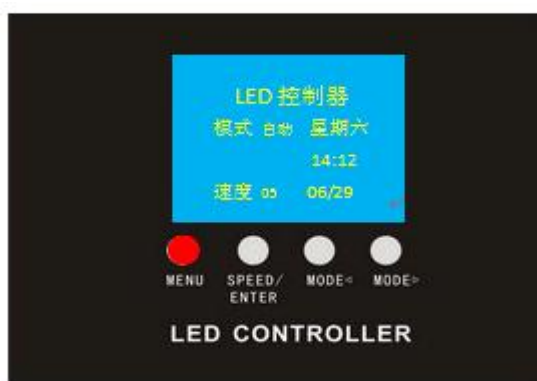 LED 控制器
模式 自動 星期六
14:12
速度 05 06/29
MENU SPEED/ENTER MODE◁ MODE▷
LED CONTROLLER